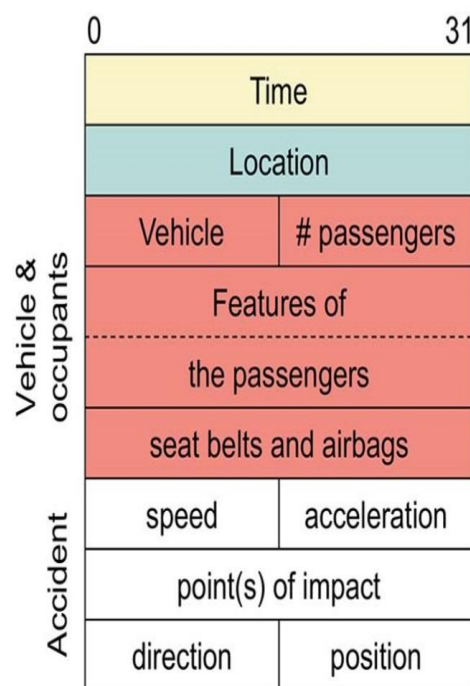 0 31
Time
Location
Vehicle # passengers
Features of
the passengers
seat belts and airbags
Vehicle &
occupants
speed acceleration
point(s) of impact
direction position
Accident